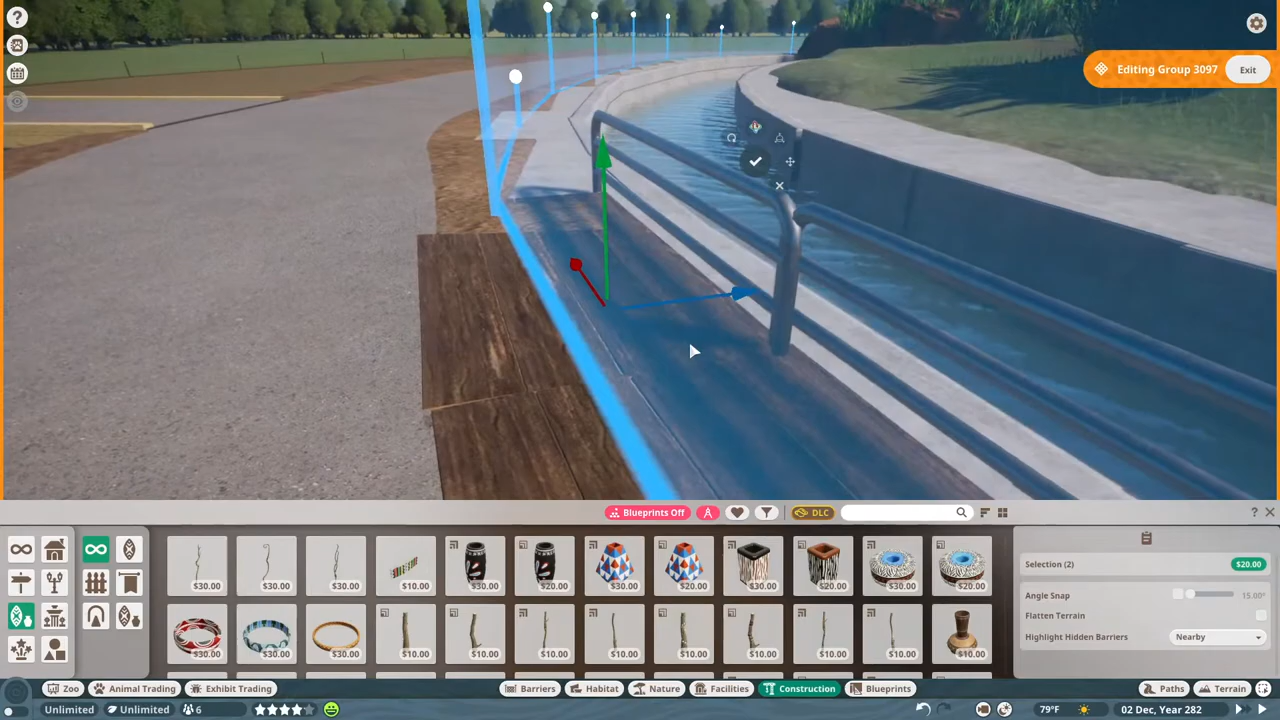 ?
Editing Group 3097 Exit
Blueprints Off DLC ?
$30.00 $30.00 $30.00 $10.00 $30.00 $20.00 $30.00 $20.00 $30.00 $20.00 $30.00 $20.00
$30.00 $30.00 $30.00 $10.00 $10.00 $10.00 $10.00 $10.00 $10.00 $10.00 $10.00 $10.00
Selection (2) $20.00
Angle Snap 15.00°
Flatten Terrain
Highlight Hidden Barriers Nearby
Zoo Animal Trading Exhibit Trading Barriers Habitat Nature Facilities Construction Blueprints Paths Terrain
Unlimited Unlimited 6 79°F 02 Dec, Year 282